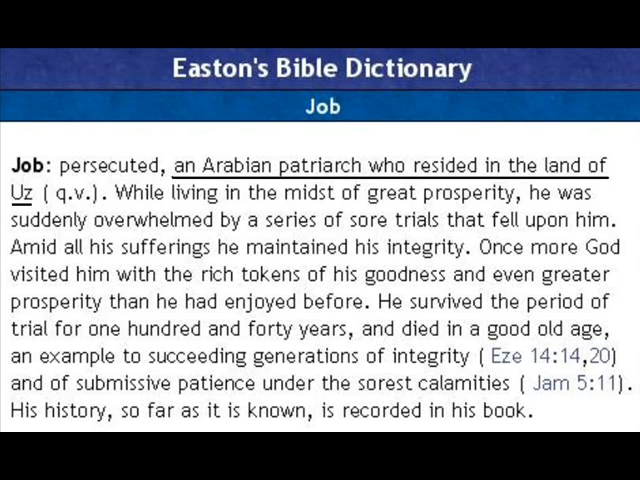 Easton's Bible Dictionary
Job
Job: persecuted, an Arabian patriarch who resided in the land of
Uz ( q.v.). While living in the midst of great prosperity, he was
suddenly overwhelmed by a series of sore trials that fell upon him.
Amid all his sufferings he maintained his integrity. Once more God
visited him with the rich tokens of his goodness and even greater
prosperity than he had enjoyed before. He survived the period of
trial for one hundred and forty years, and died in a good old age,
an example to succeeding generations of integrity ( Eze 14:14,20)
and of submissive patience under the sorest calamities ( Jam 5:11).
His history, so far as it is known, is recorded in his book.